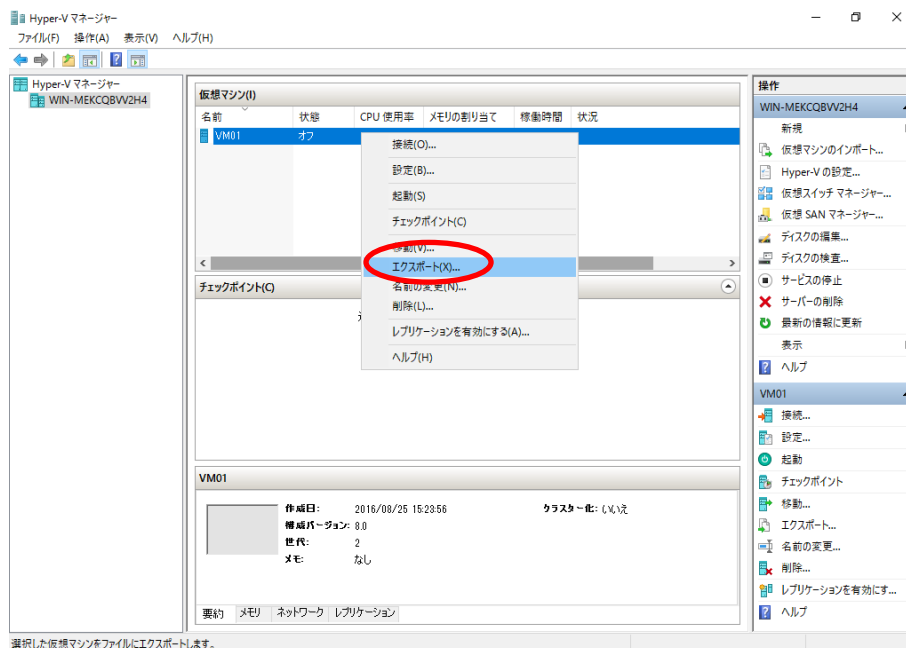 Hyper-V マネージャー
ファイル(F) 操作(A) 表示(V) ヘルプ(H)
Hyper-V マネージャー
WIN-MEKCQBVV2H4
仮想マシン(I)
名前 状態 CPU 使用率 メモリの割り当て 稼働時間 状況
VM01 オフ
接続(O)...
設定(B)...
起動(S)
チェックポイント(C)
移動(V)...
エクスポート(X)...
名前の変更(N)...
削除(L)...
レプリケーションを有効にする(A)...
ヘルプ(H)
チェックポイント(C)
VM01
作成日: 2016/08/25 15:23:56 クラスター化: いいえ
構成バージョン: 8.0
世代: 2
メモ: なし
要約 メモリ ネットワーク レプリケーション
操作
WIN-MEKCQBVV2H4
新規
仮想マシンのインポート...
Hyper-V の設定...
仮想スイッチ マネージャー...
仮想 SAN マネージャー...
ディスクの編集...
ディスクの検査...
サービスの停止
サーバーの削除
最新の情報に更新
表示
ヘルプ
VM01
接続...
設定...
起動
チェックポイント
移動...
エクスポート...
名前の変更...
削除...
レプリケーションを有効にす...
ヘルプ
選択した仮想マシンをファイルにエクスポートします。